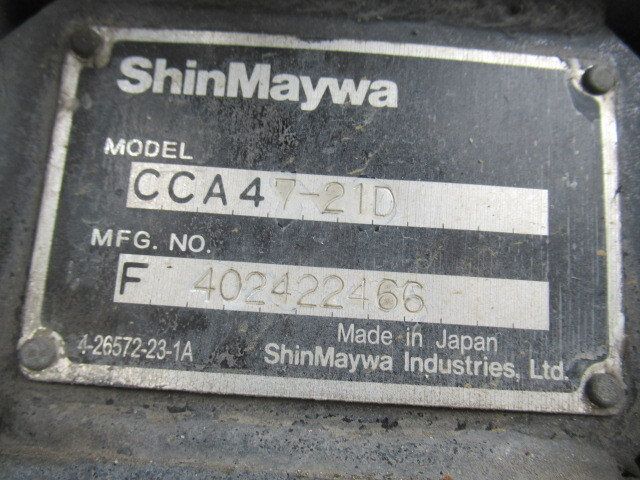 ShinMaywa
MODEL
CCA47-21D
MFG. NO.
F 402422466
Made in Japan
4-26572-23-1A
ShinMaywa Industries, Ltd.